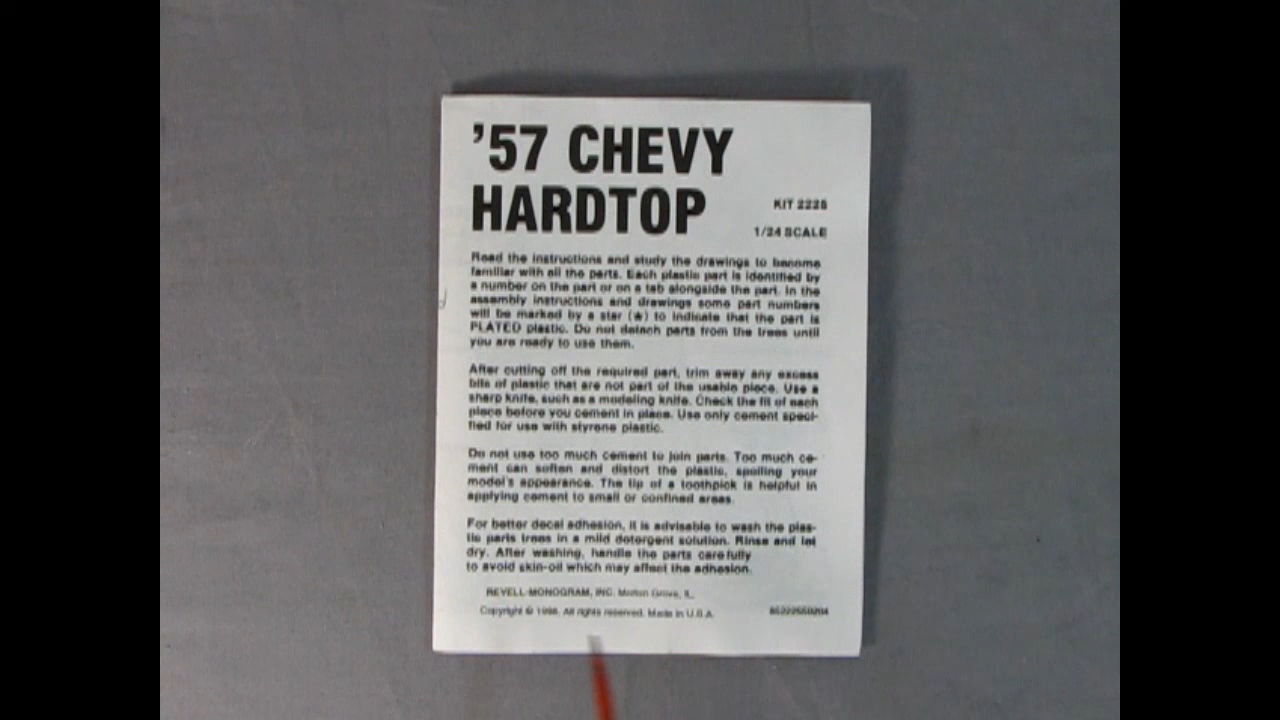 '57 CHEVY
HARDTOP
KIT 2225
1/24 SCALE
Read the instructions and study the drawings to become
familiar with all the parts. Each plastic part is identified by
a number on the part or on a tab alongside the part. In the
assembly instructions and drawings some part numbers
will be marked by a star (★) to indicate that the part is
PLATED plastic. Do not detach parts from the trees until
you are ready to use them.
After cutting off the required part, trim away any excess
bits of plastic that are not part of the usable piece. Use a
sharp knife, such as a modeling knife. Check the fit of each
piece before you cement in place. Use only cement speci-
fied for use with styrene plastic.
Do not use too much cement to join parts. Too much ce-
ment can soften and distort the plastic, spoiling your
model's appearance. The tip of a toothpick is helpful in
applying cement to small or confined areas.
For better decal adhesion, it is advisable to wash the plas-
tic parts trees in a mild detergent solution. Rinse and let
dry. After washing, handle the parts carefully
to avoid skin-oil which may affect the adhesion.
REVELL-MONOGRAM, INC. Morton Grove, IL
Copyright © All rights reserved. Made in U.S.A.